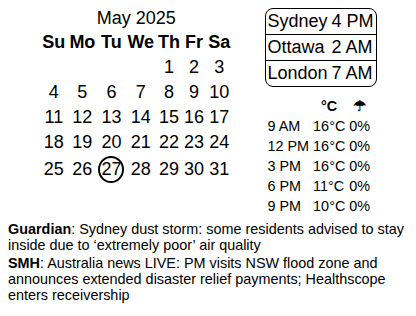 May 2025
Su Mo Tu We Th Fr Sa
1 2 3
4 5 6 7 8 9 10
11 12 13 14 15 16 17
18 19 20 21 22 23 24
25 26 27 28 29 30 31
Sydney 4 PM
Ottawa 2 AM
London 7 AM
°C ☂
9 AM 16°C 0%
12 PM 16°C 0%
3 PM 16°C 0%
6 PM 11°C 0%
9 PM 10°C 0%
Guardian: Sydney dust storm: some residents advised to stay
inside due to ‘extremely poor’ air quality
SMH: Australia news LIVE: PM visits NSW flood zone and
announces extended disaster relief payments; Healthscope
enters receivership